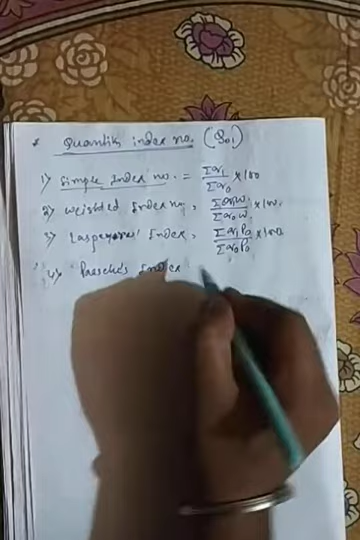 * Quantity index no. (Q01)
1) Simple Index no. = Σq1/Σq0 × 100
2) Weighted Index no, = Σq1w/Σq0w × 100.
3) Laspeyres' Index, = Σq1P0/Σq0P0 × 100
4) Paasche's Index